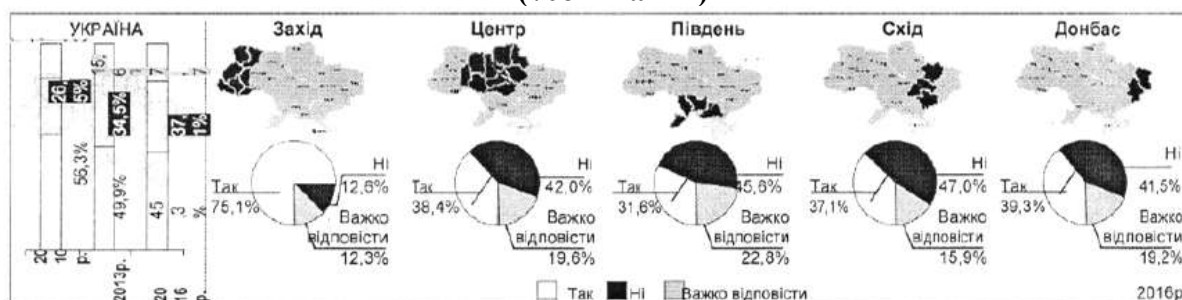 УКРАЇНА
Захід
Центр
Південь
Схід
Донбас
15,
6
7
7
26,
5%
34,5%
37,
1%
56,3%
49,9%
45
,3
%
20
10
р.
2013р.
20
16
р.
Так
75,1%
Ні
12,6%
Важко
відповісти
12,3%
Так
38,4%
Ні
42,0%
Важко
відповісти
19,6%
Так
31,6%
Ні
45,6%
Важко
відповісти
22,8%
Так
37,1%
Ні
47,0%
Важко
відповісти
15,9%
Так
39,3%
Ні
41,5%
Важко
відповісти
19,2%
Так Ні Важко відповісти
2016р